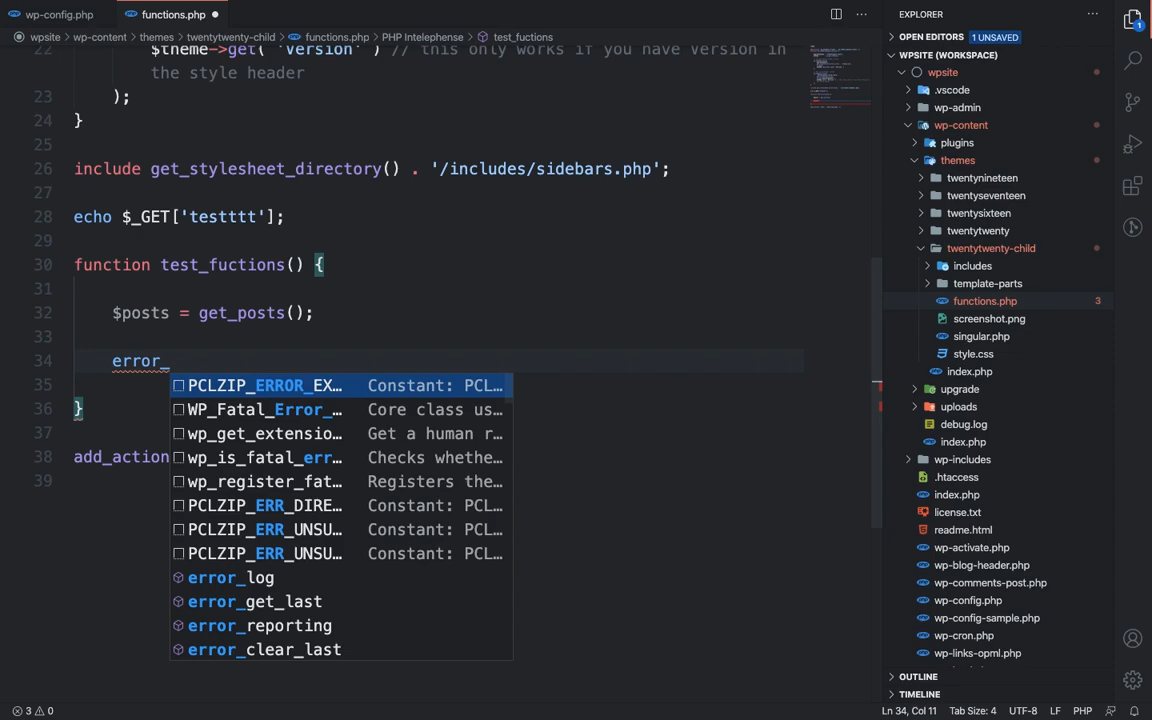 wp-config.php
functions.php
wpsite > wp-content > themes > twentytwenty-child > functions.php > PHP Intelephense > test_fuctions
22 $theme->get( 'Version' ) // this only works if you have Version in
the style header
23 );
24 }
25
26 include get_stylesheet_directory() . '/includes/sidebars.php';
27
28 echo $_GET['testttt'];
29
30 function test_fuctions() {
31
32 $posts = get_posts();
33
34 error_
35
36 }
37
38 add_action
39
PCLZIP_ERROR_EX… Constant: PCL…
WP_Fatal_Error_… Core class us…
wp_get_extensio… Get a human r…
wp_is_fatal_err… Checks whethe…
wp_register_fat… Registers the…
PCLZIP_ERR_DIRE… Constant: PCL…
PCLZIP_ERR_UNSU… Constant: PCL…
PCLZIP_ERR_UNSU… Constant: PCL…
error_log
error_get_last
error_reporting
error_clear_last
EXPLORER
OPEN EDITORS 1 UNSAVED
WPSITE (WORKSPACE)
wpsite
.vscode
wp-admin
wp-content
plugins
themes
twentynineteen
twentyseventeen
twentysixteen
twentytwenty
twentytwenty-child
includes
template-parts
functions.php 3
screenshot.png
singular.php
style.css
index.php
upgrade
uploads
debug.log
index.php
wp-includes
.htaccess
index.php
license.txt
readme.html
wp-activate.php
wp-blog-header.php
wp-comments-post.php
wp-config.php
wp-config-sample.php
wp-cron.php
wp-links-opml.php
OUTLINE
TIMELINE
1
3 0
Ln 34, Col 11 Tab Size: 4 UTF-8 LF PHP